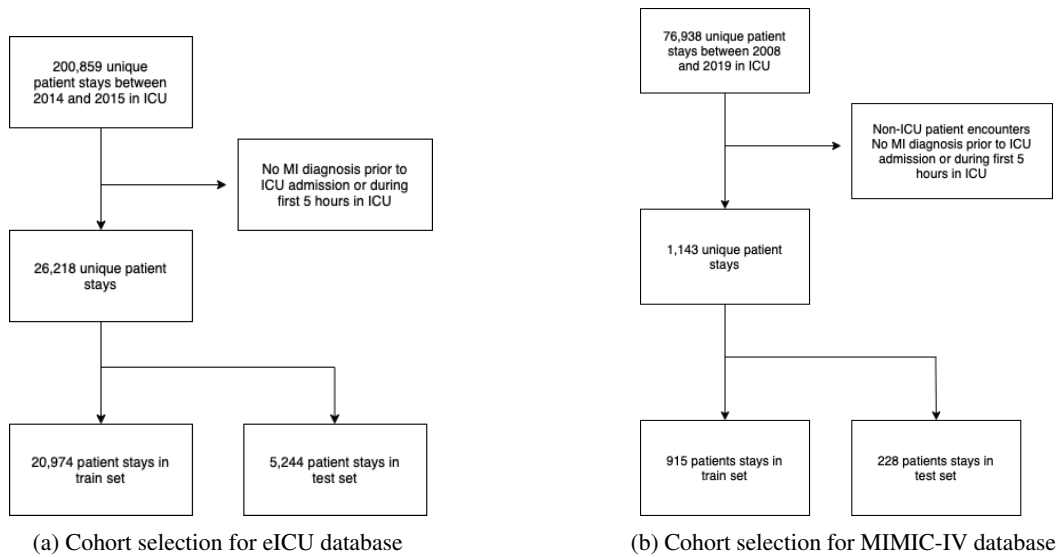 200,859 unique
patient stays between
2014 and 2015 in ICU
No MI diagnosis prior to
ICU admission or during
first 5 hours in ICU
26,218 unique patient
stays
20,974 patient stays in
train set
5,244 patient stays in
test set
(a) Cohort selection for eICU database
76,938 unique patient
stays between 2008
and 2019 in ICU
Non-ICU patient encounters
No MI diagnosis prior to ICU
admission or during first 5
hours in ICU
1,143 unique patient
stays
915 patients stays in
train set
228 patients stays in
test set
(b) Cohort selection for MIMIC-IV database